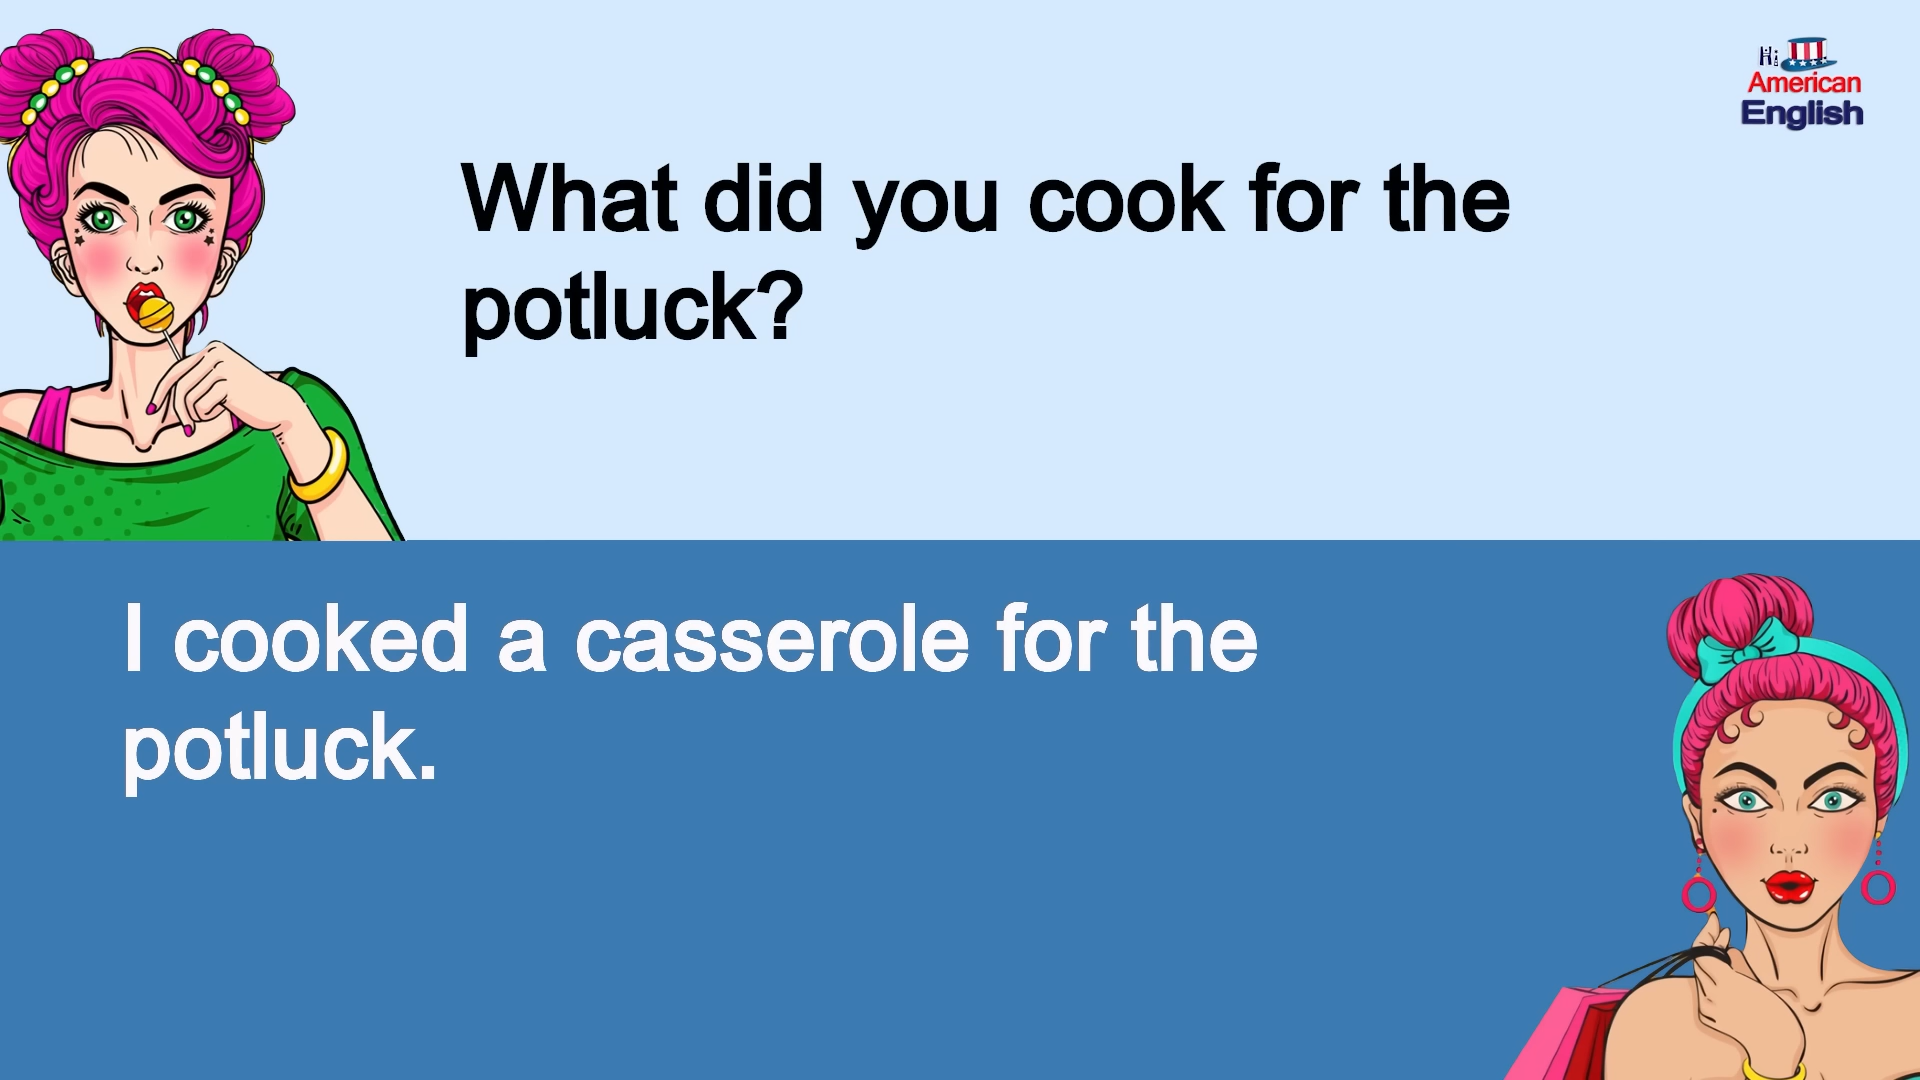 Hi
American
English
What did you cook for the
potluck?
I cooked a casserole for the
potluck.